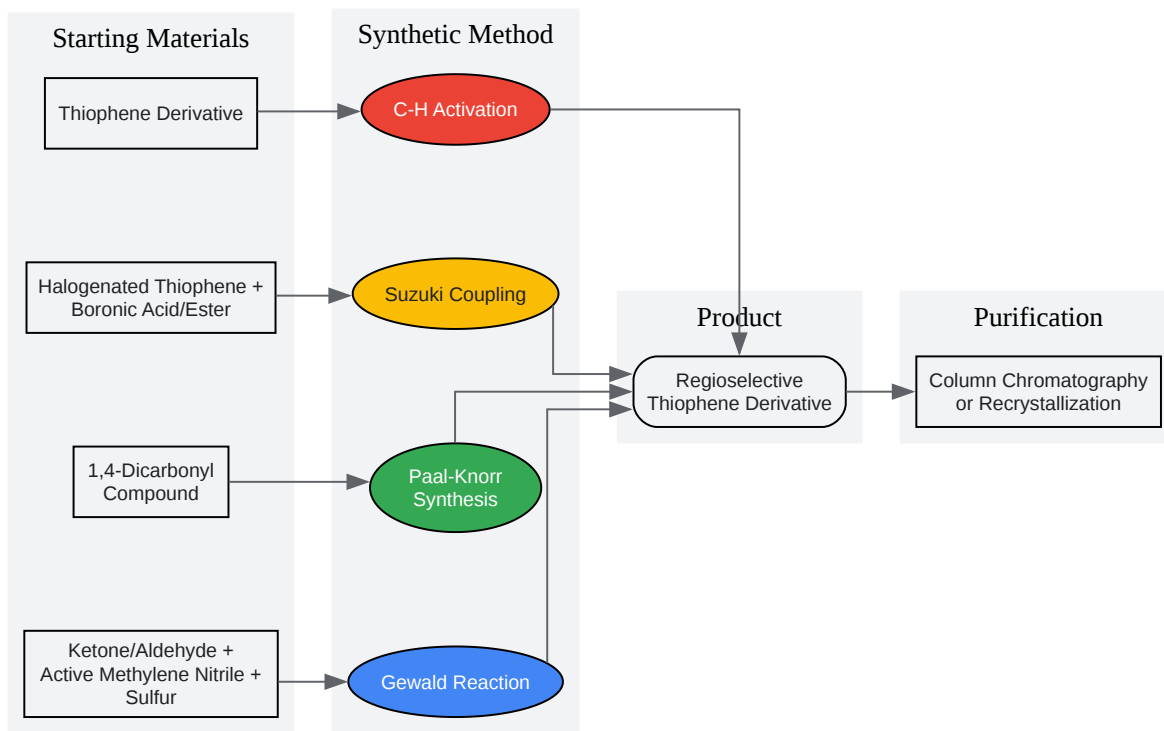 Starting Materials
Synthetic Method
Thiophene Derivative
C-H Activation
Halogenated Thiophene +
Boronic Acid/Ester
Suzuki Coupling
Product
Purification
Regioselective
Thiophene Derivative
Column Chromatography
or Recrystallization
1,4-Dicarbonyl
Compound
Paal-Knorr
Synthesis
Ketone/Aldehyde +
Active Methylene Nitrile +
Sulfur
Gewald Reaction